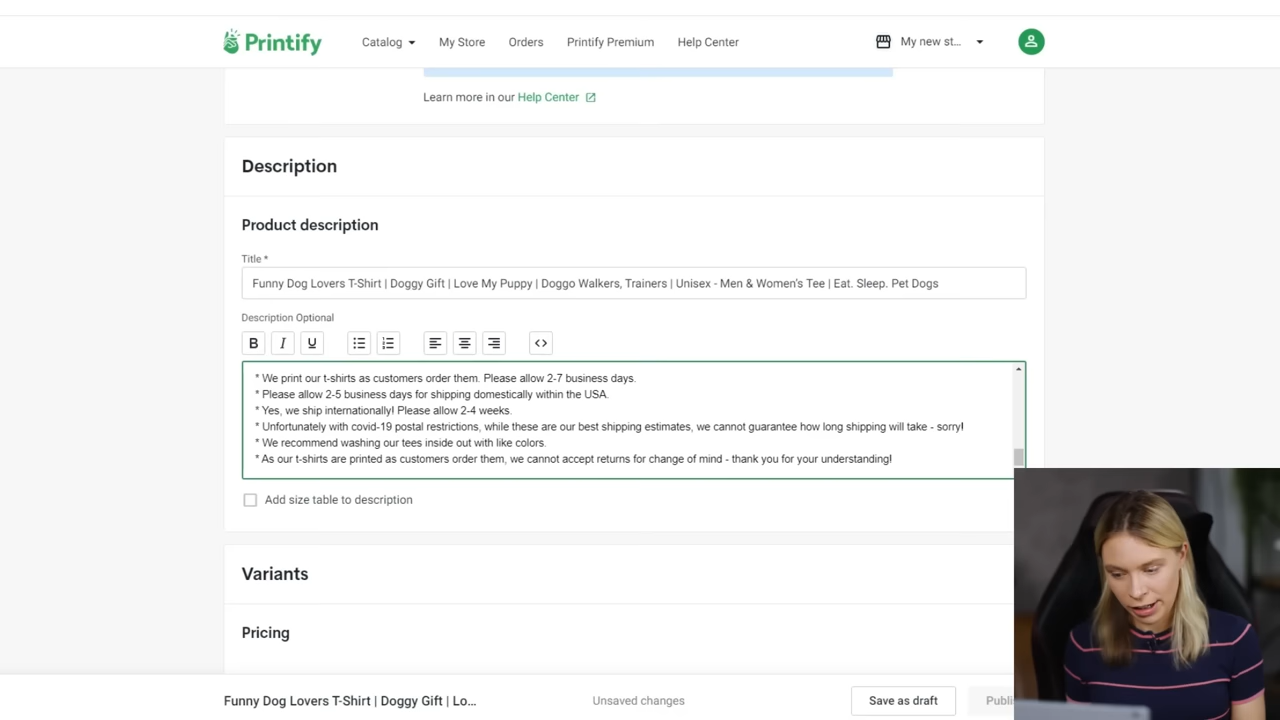 Printify
Catalog
My Store
Orders
Printify Premium
Help Center
My new st...
Learn more in our Help Center
Description
Product description
Title *
Funny Dog Lovers T-Shirt | Doggy Gift | Love My Puppy | Doggo Walkers, Trainers | Unisex - Men & Women's Tee | Eat. Sleep. Pet Dogs
Description Optional
B I U <>
* We print our t-shirts as customers order them. Please allow 2-7 business days.
* Please allow 2-5 business days for shipping domestically within the USA.
* Yes, we ship internationally! Please allow 2-4 weeks.
* Unfortunately with covid-19 postal restrictions, while these are our best shipping estimates, we cannot guarantee how long shipping will take - sorry!
* We recommend washing our tees inside out with like colors.
* As our t-shirts are printed as customers order them, we cannot accept returns for change of mind - thank you for your understanding!
Add size table to description
Variants
Pricing
Funny Dog Lovers T-Shirt | Doggy Gift | Lo...
Unsaved changes
Save as draft
Publi